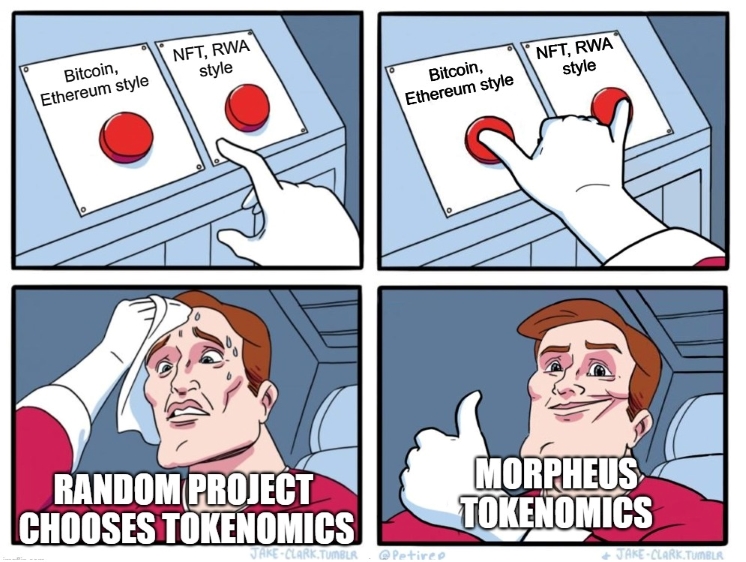 Bitcoin,
Ethereum style
NFT, RWA
style
Bitcoin,
Ethereum style
NFT, RWA
style
RANDOM PROJECT
CHOOSES TOKENOMICS
MORPHEUS
TOKENOMICS
JAKE-CLARK.TUMBLR
@Petirep
JAKE-CLARK.TUMBLR